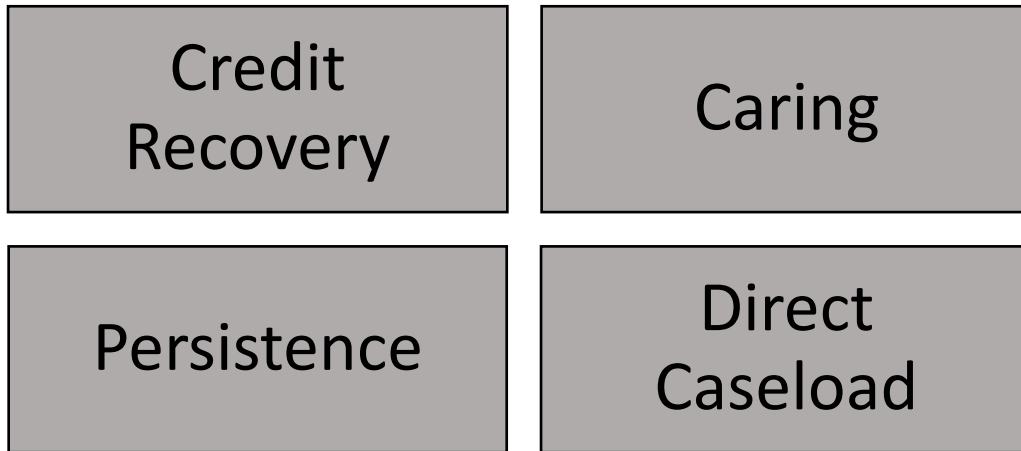 Credit
Recovery
Caring
Persistence
Direct
Caseload